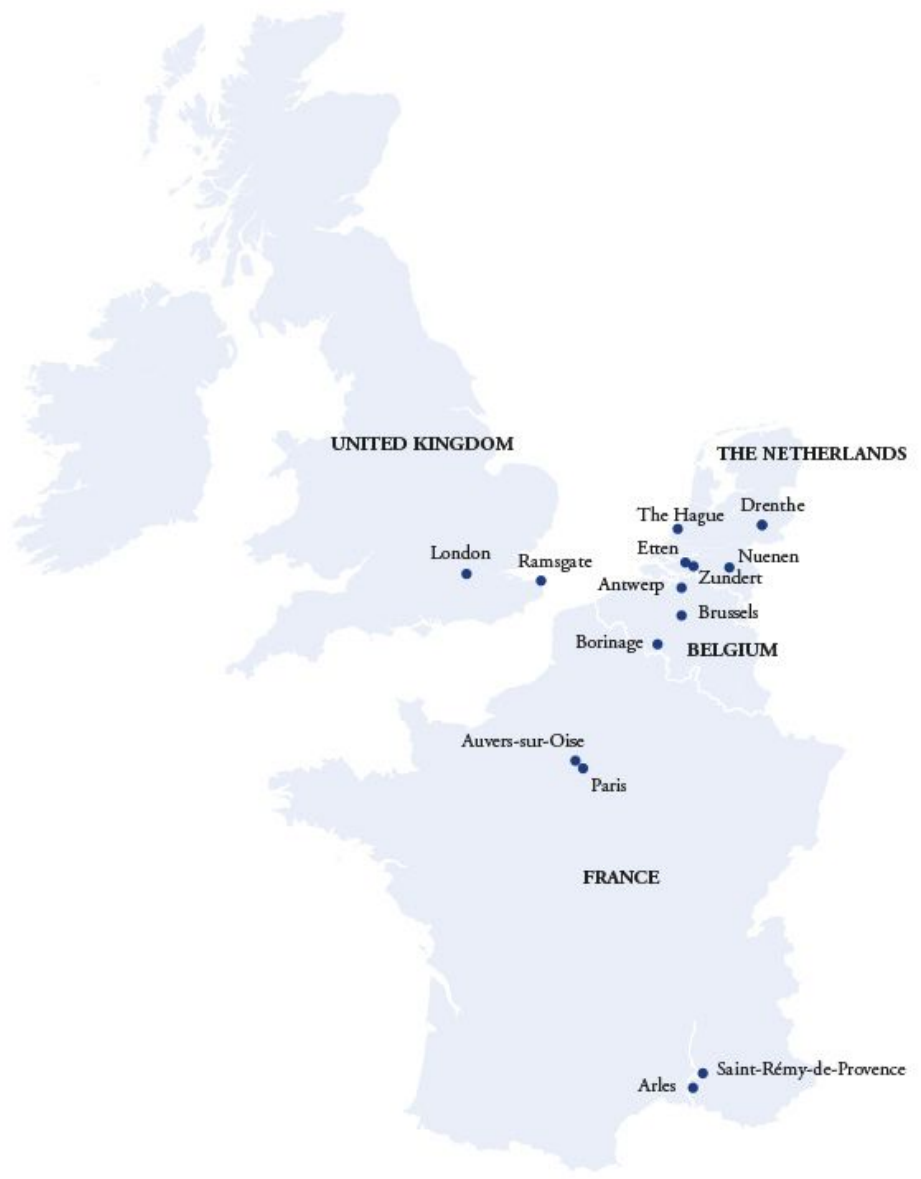 UNITED KINGDOM
THE NETHERLANDS
Drenthe
The Hague
Etten
Nuenen
London
Ramsgate
Zundert
Antwerp
Brussels
Borinage
BELGIUM
Auvers-sur-Oise
Paris
FRANCE
Saint-Rémy-de-Provence
Arles